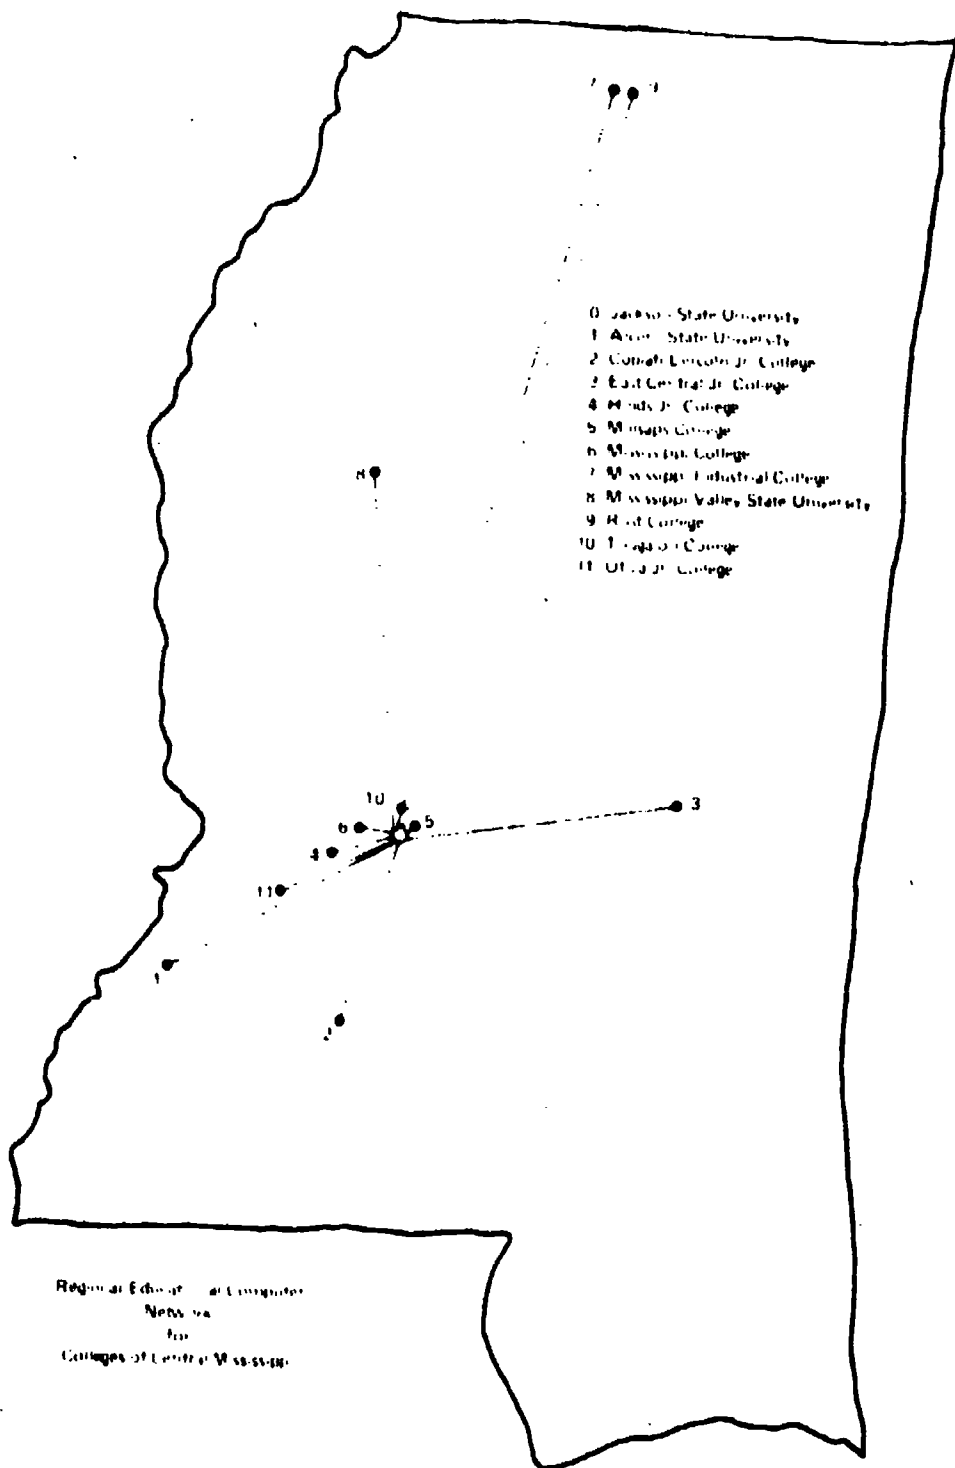 7 9
0 Jackson State University
1 Alcorn State University
2 Copiah Lincoln Jr. College
3 East Central Jr. College
4 Hinds Jr. College
5 Millsaps College
6 Mississippi College
7 Mississippi Industrial College
8 Mississippi Valley State University
9 Rust College
10 Tougaloo College
11 Utica Jr. College
8
10
6 5 3
4
11
1
2
Regional Educational Computer
Network
for
Colleges of Central Mississippi